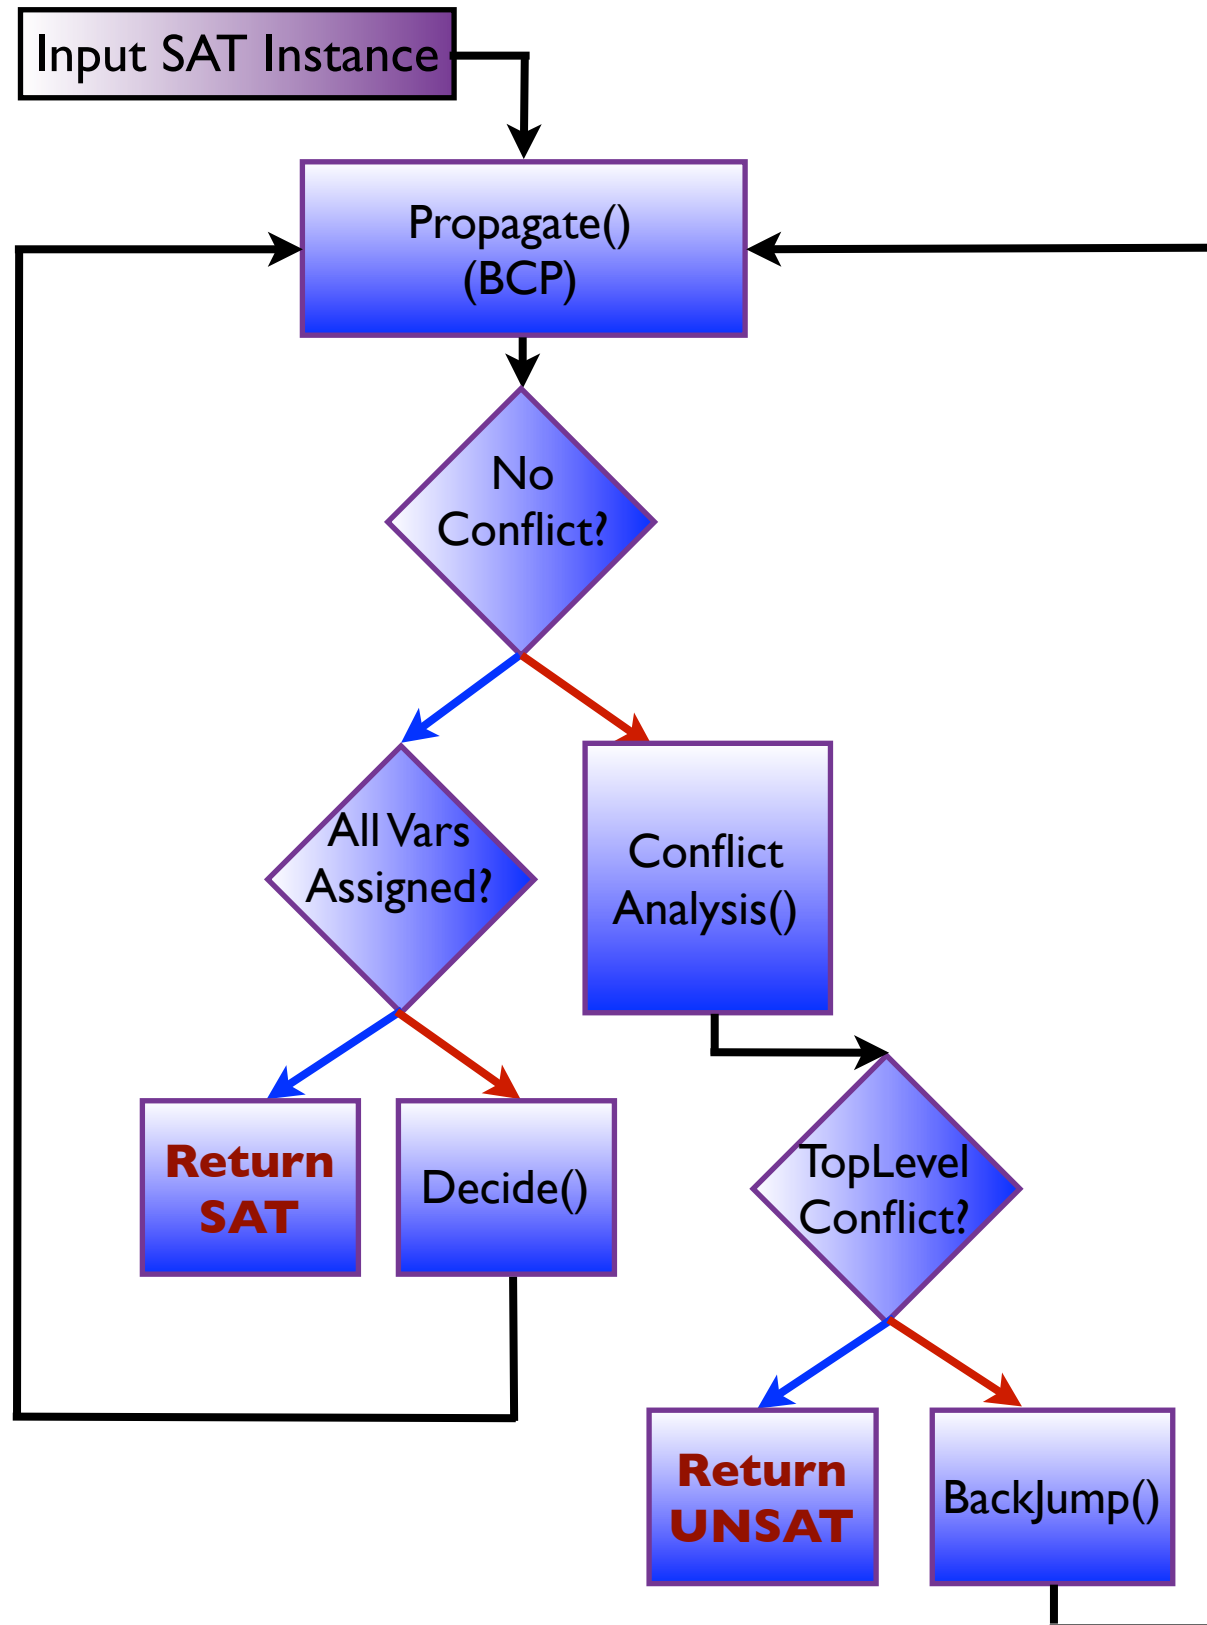 Input SAT Instance
Propagate()
(BCP)
No
Conflict?
All Vars
Assigned?
Conflict
Analysis()
Return
SAT
Decide()
TopLevel
Conflict?
Return
UNSAT
BackJump()